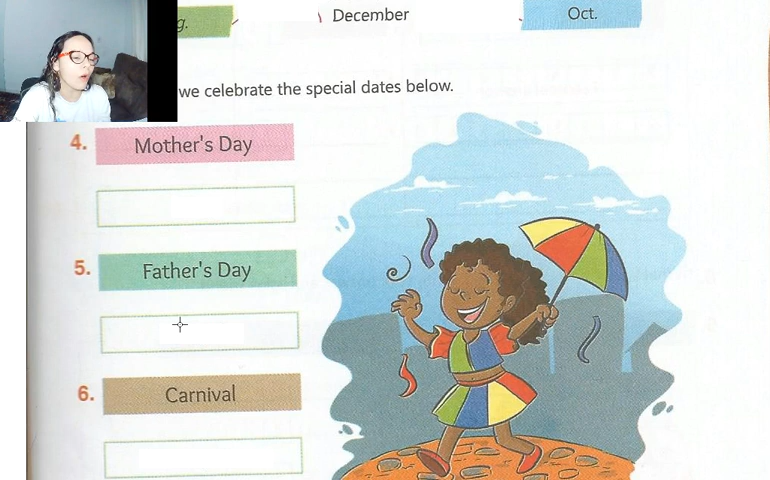 g.
December
Oct.
we celebrate the special dates below.
4. Mother's Day
5. Father's Day
6. Carnival